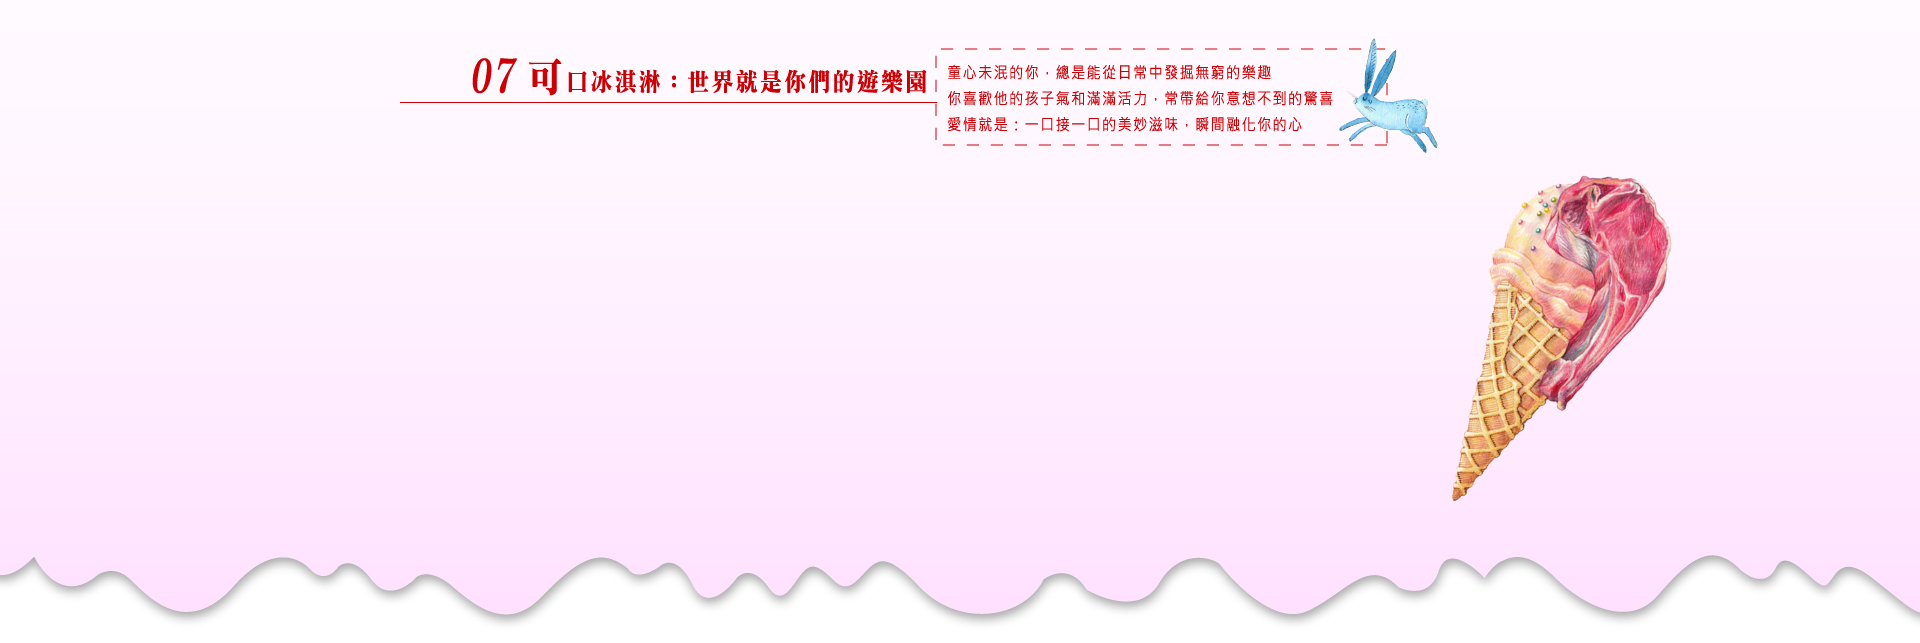 07 可口冰淇淋：世界就是你們的遊樂園
童心未泯的你，總是能從日常中發掘無窮的樂趣
你喜歡他的孩子氣和滿滿活力，常帶給你意想不到的驚喜
愛情就是：一口接一口的美妙滋味，瞬間融化你的心